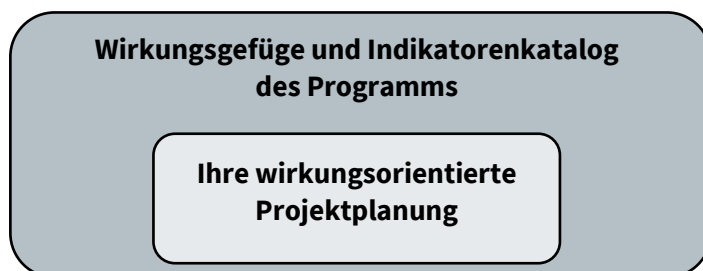 Wirkungsgefüge und Indikatorenkatalog
des Programms
Ihre wirkungsorientierte
Projektplanung